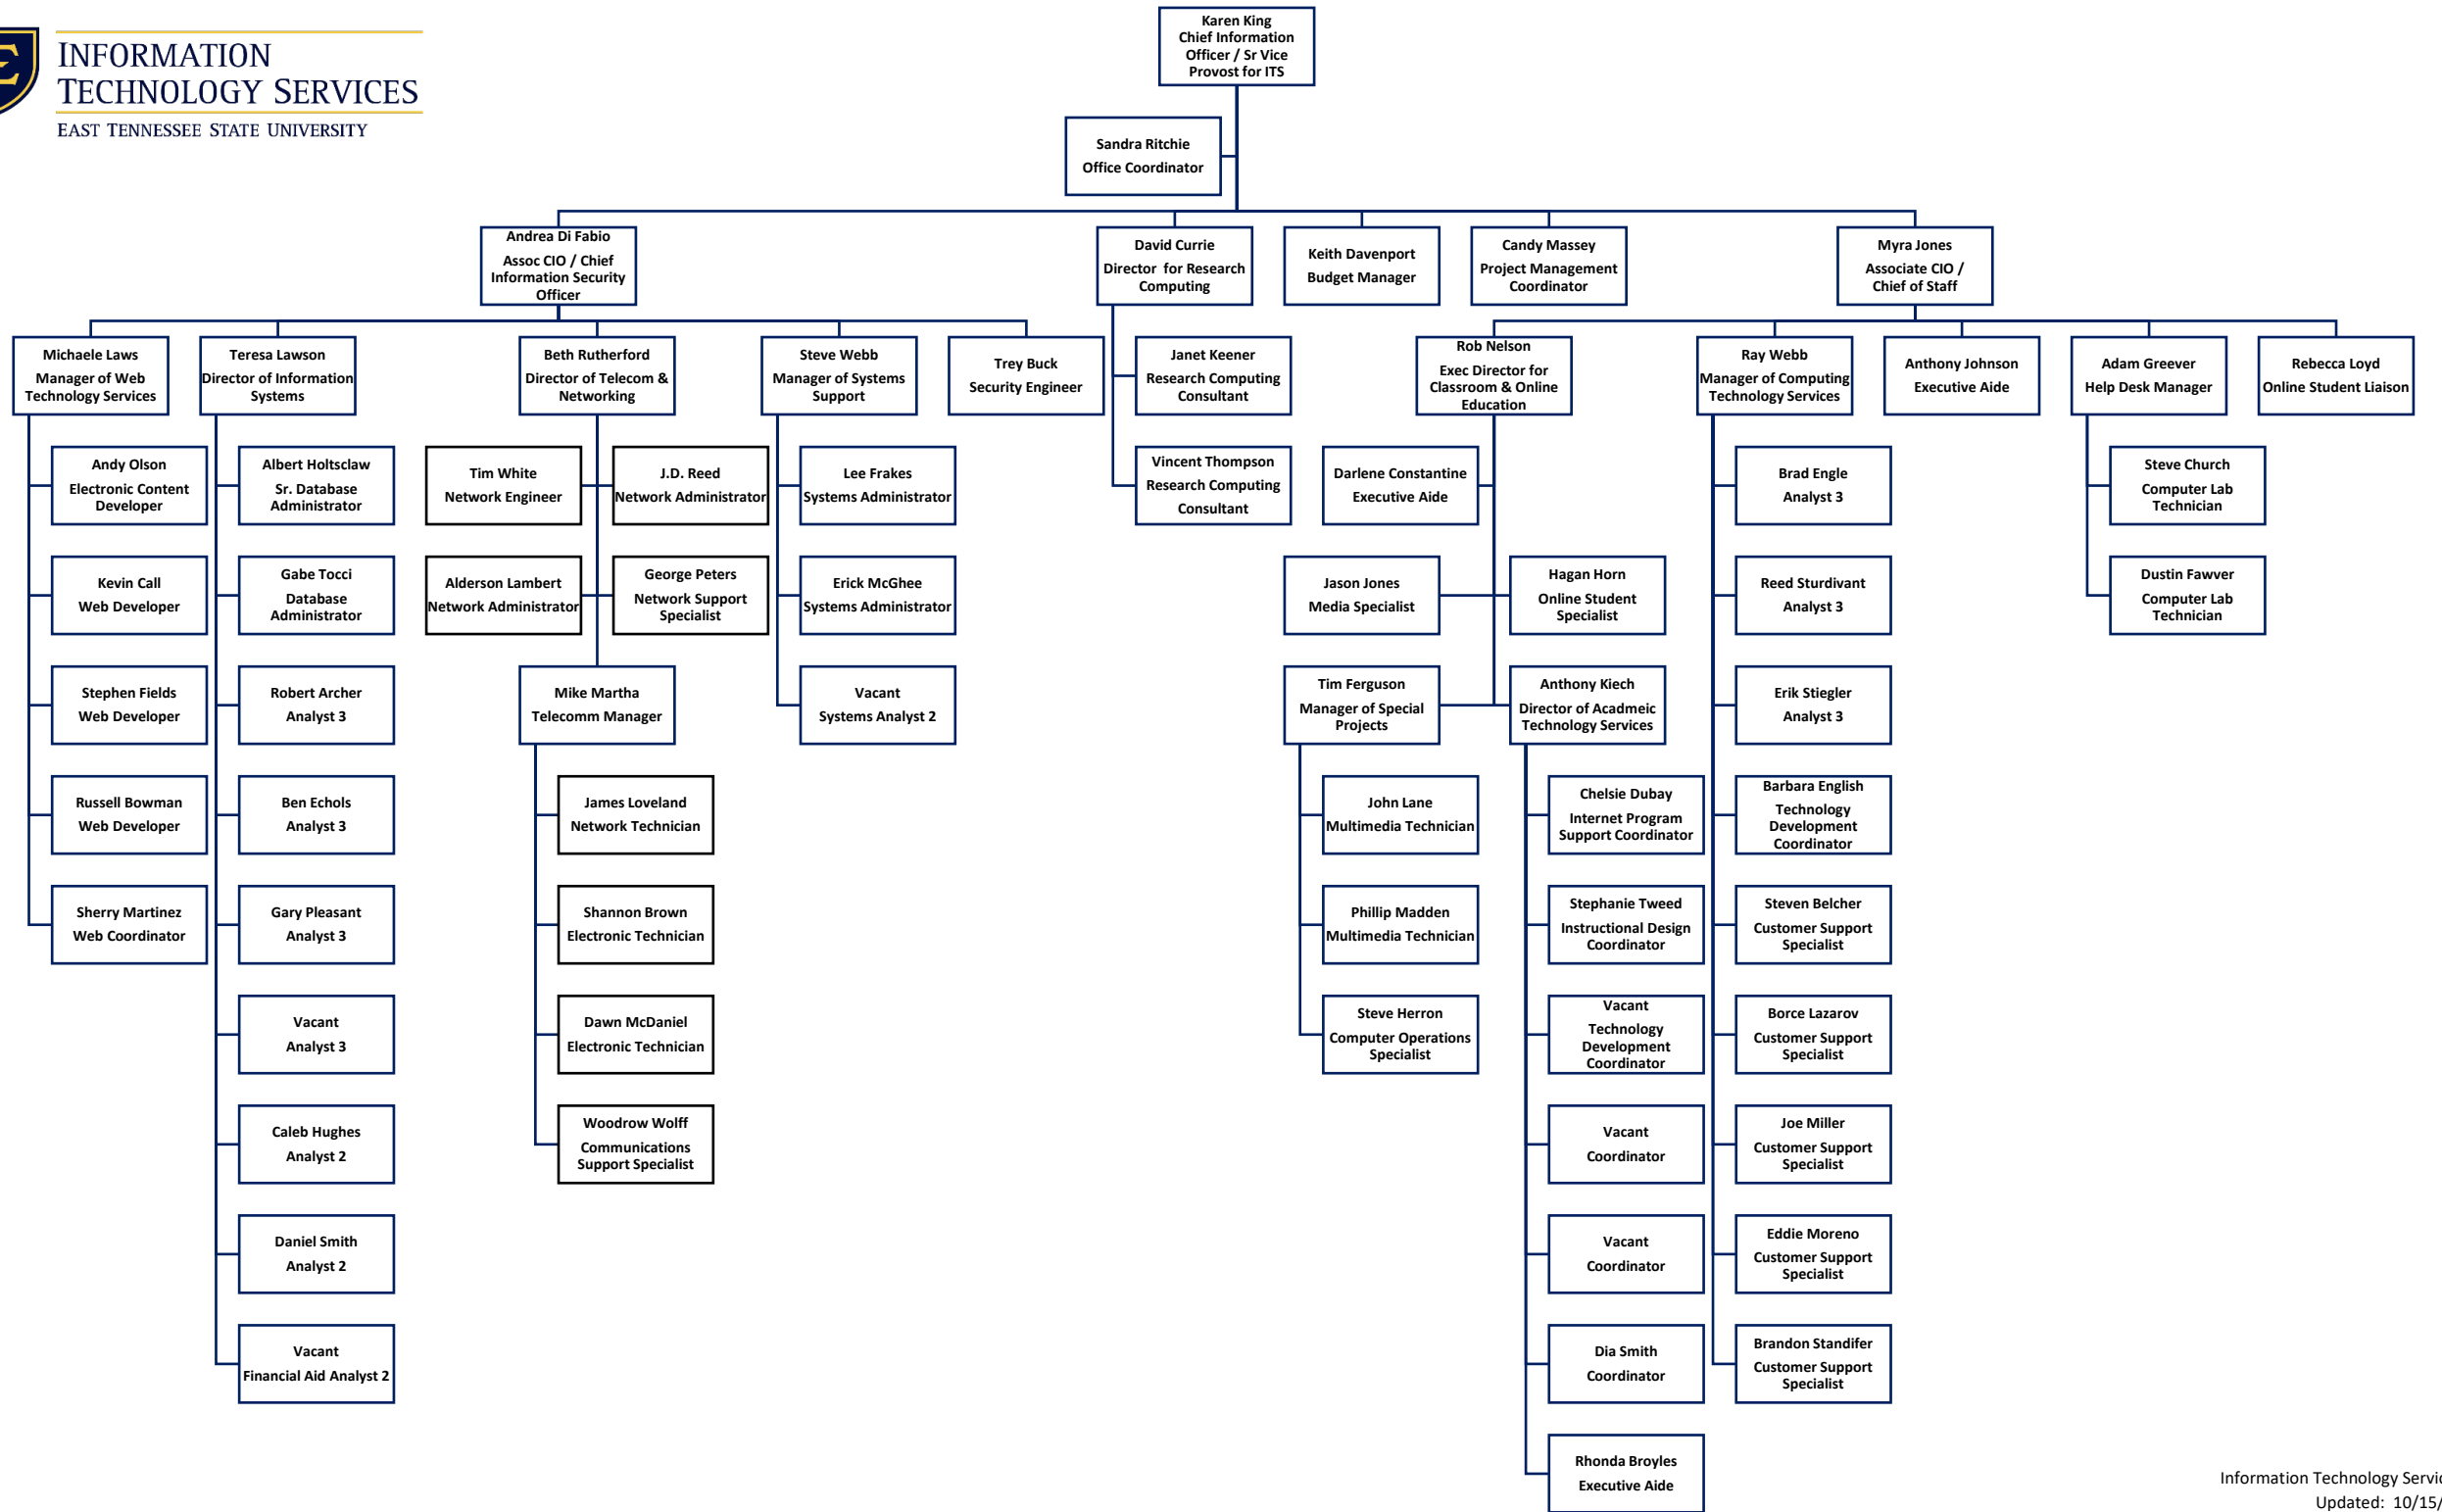 INFORMATION
TECHNOLOGY SERVICES
EAST TENNESSEE STATE UNIVERSITY
Karen King
Chief Information
Officer / Sr Vice
Provost for ITS
Sandra Ritchie
Office Coordinator
Andrea Di Fabio
Assoc CIO / Chief
Information Security
Officer
David Currie
Director for Research
Computing
Keith Davenport
Budget Manager
Candy Massey
Project Management
Coordinator
Myra Jones
Associate CIO /
Chief of Staff
Michaele Laws
Manager of Web
Technology Services
Teresa Lawson
Director of Information
Systems
Beth Rutherford
Director of Telecom &
Networking
Steve Webb
Manager of Systems
Support
Trey Buck
Security Engineer
Janet Keener
Research Computing
Consultant
Rob Nelson
Exec Director for
Classroom & Online
Education
Ray Webb
Manager of Computing
Technology Services
Anthony Johnson
Executive Aide
Adam Greever
Help Desk Manager
Rebecca Loyd
Online Student Liaison
Andy Olson
Electronic Content
Developer
Albert Holtsclaw
Sr. Database
Administrator
Tim White
Network Engineer
J.D. Reed
Network Administrator
Lee Frakes
Systems Administrator
Vincent Thompson
Research Computing
Consultant
Darlene Constantine
Executive Aide
Brad Engle
Analyst 3
Steve Church
Computer Lab
Technician
Kevin Call
Web Developer
Gabe Tocci
Database
Administrator
Alderson Lambert
Network Administrator
George Peters
Network Support
Specialist
Erick McGhee
Systems Administrator
Jason Jones
Media Specialist
Hagan Horn
Online Student
Specialist
Reed Sturdivant
Analyst 3
Dustin Fawver
Computer Lab
Technician
Stephen Fields
Web Developer
Robert Archer
Analyst 3
Mike Martha
Telecomm Manager
Vacant
Systems Analyst 2
Tim Ferguson
Manager of Special
Projects
Anthony Kiech
Director of Acadmeic
Technology Services
Erik Stiegler
Analyst 3
Russell Bowman
Web Developer
Ben Echols
Analyst 3
James Loveland
Network Technician
John Lane
Multimedia Technician
Chelsie Dubay
Internet Program
Support Coordinator
Barbara English
Technology
Development
Coordinator
Sherry Martinez
Web Coordinator
Gary Pleasant
Analyst 3
Shannon Brown
Electronic Technician
Phillip Madden
Multimedia Technician
Stephanie Tweed
Instructional Design
Coordinator
Steven Belcher
Customer Support
Specialist
Vacant
Analyst 3
Dawn McDaniel
Electronic Technician
Steve Herron
Computer Operations
Specialist
Vacant
Technology
Development
Coordinator
Borce Lazarov
Customer Support
Specialist
Caleb Hughes
Analyst 2
Woodrow Wolff
Communications
Support Specialist
Vacant
Coordinator
Joe Miller
Customer Support
Specialist
Daniel Smith
Analyst 2
Vacant
Coordinator
Eddie Moreno
Customer Support
Specialist
Vacant
Financial Aid Analyst 2
Dia Smith
Coordinator
Brandon Standifer
Customer Support
Specialist
Rhonda Broyles
Executive Aide
Information Technology
Updated: 10/15/